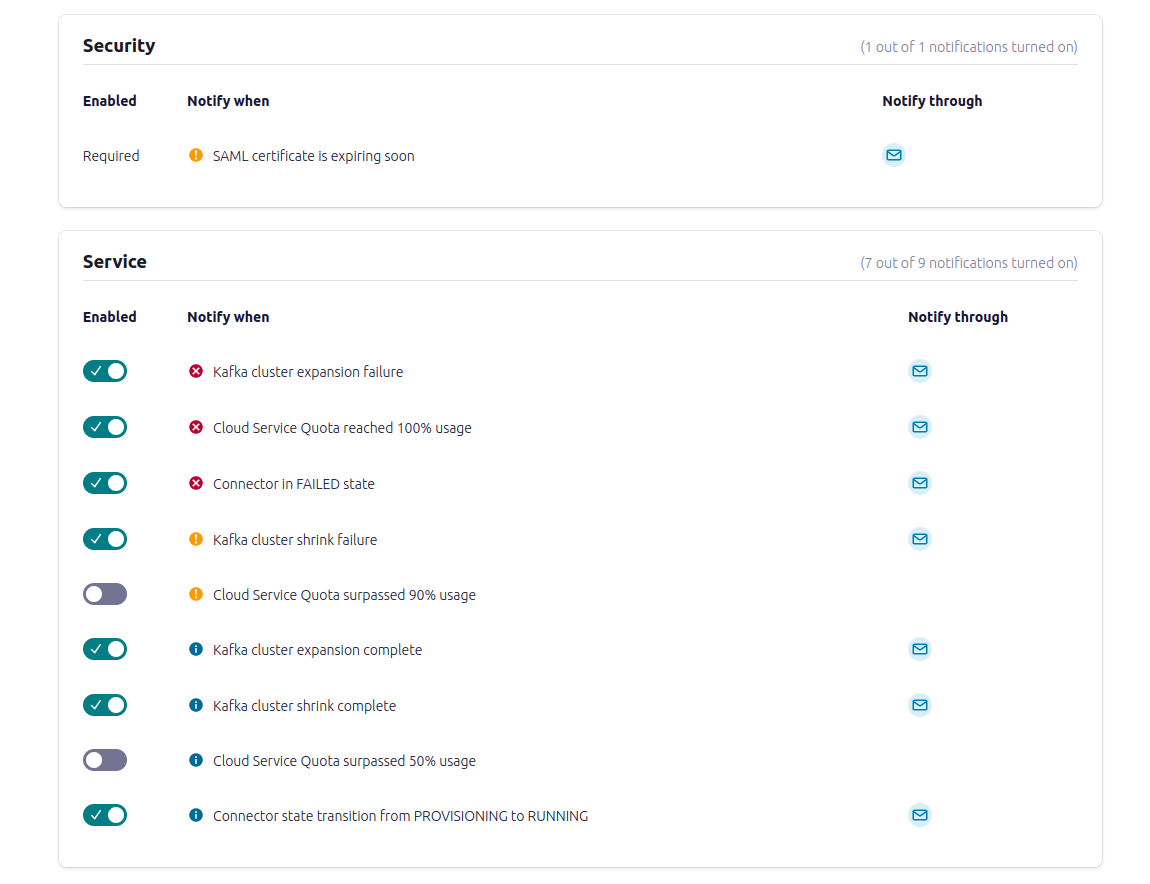 Security (1 out of 1 notifications turned on)
Enabled Notify when Notify through
Required SAML certificate is expiring soon
Service (7 out of 9 notifications turned on)
Enabled Notify when Notify through
Kafka cluster expansion failure
Cloud Service Quota reached 100% usage
Connector in FAILED state
Kafka cluster shrink failure
Cloud Service Quota surpassed 90% usage
Kafka cluster expansion complete
Kafka cluster shrink complete
Cloud Service Quota surpassed 50% usage
Connector state transition from PROVISIONING to RUNNING